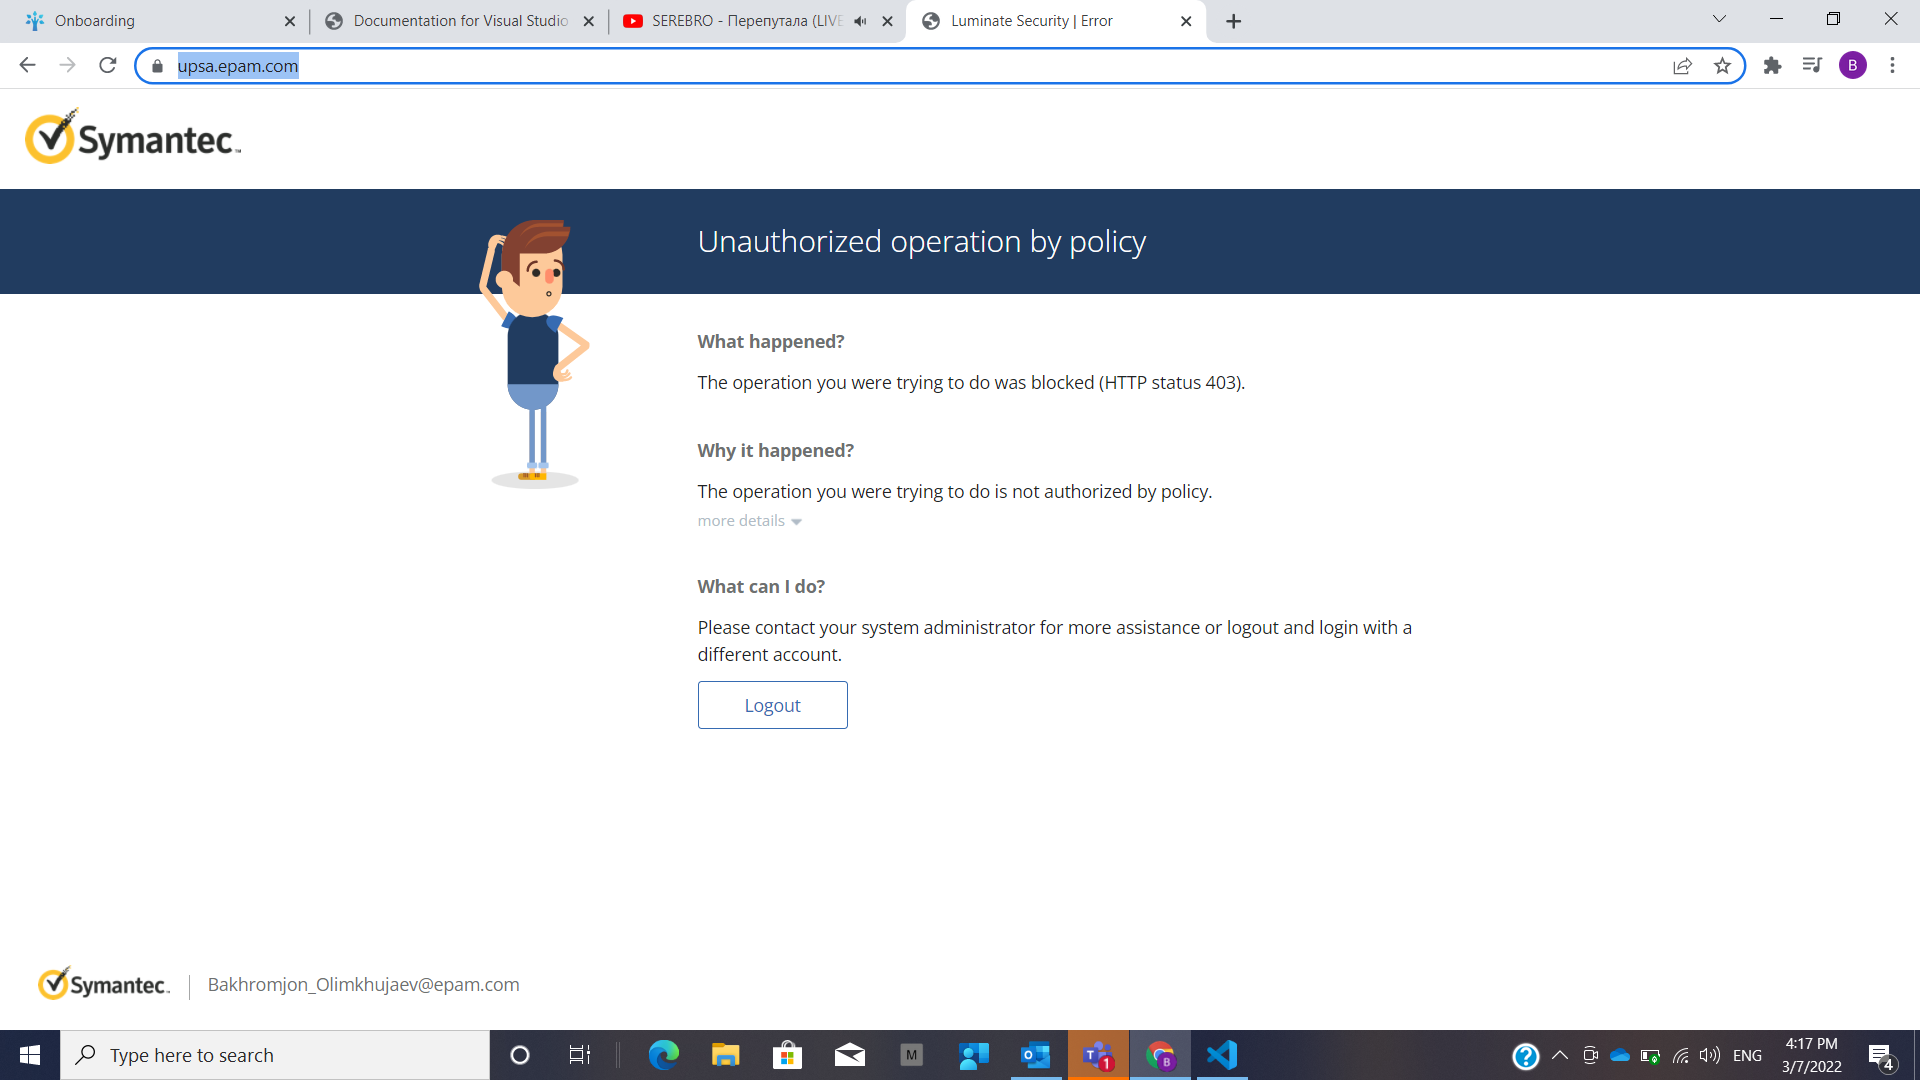 Onboarding
Documentation for Visual Studio
SEREBRO - Перепутала (LIVE
Luminate Security | Error
upsa.epam.com
B
Symantec™
Unauthorized operation by policy
What happened?
The operation you were trying to do was blocked (HTTP status 403).
Why it happened?
The operation you were trying to do is not authorized by policy.
more details
What can I do?
Please contact your system administrator for more assistance or logout and login with a
different account.
Logout
Symantec.
Bakhromjon_Olimkhujaev@epam.com
Type here to search
M
O
T
1
B
?
ENG
4:17 PM
3/7/2022
4